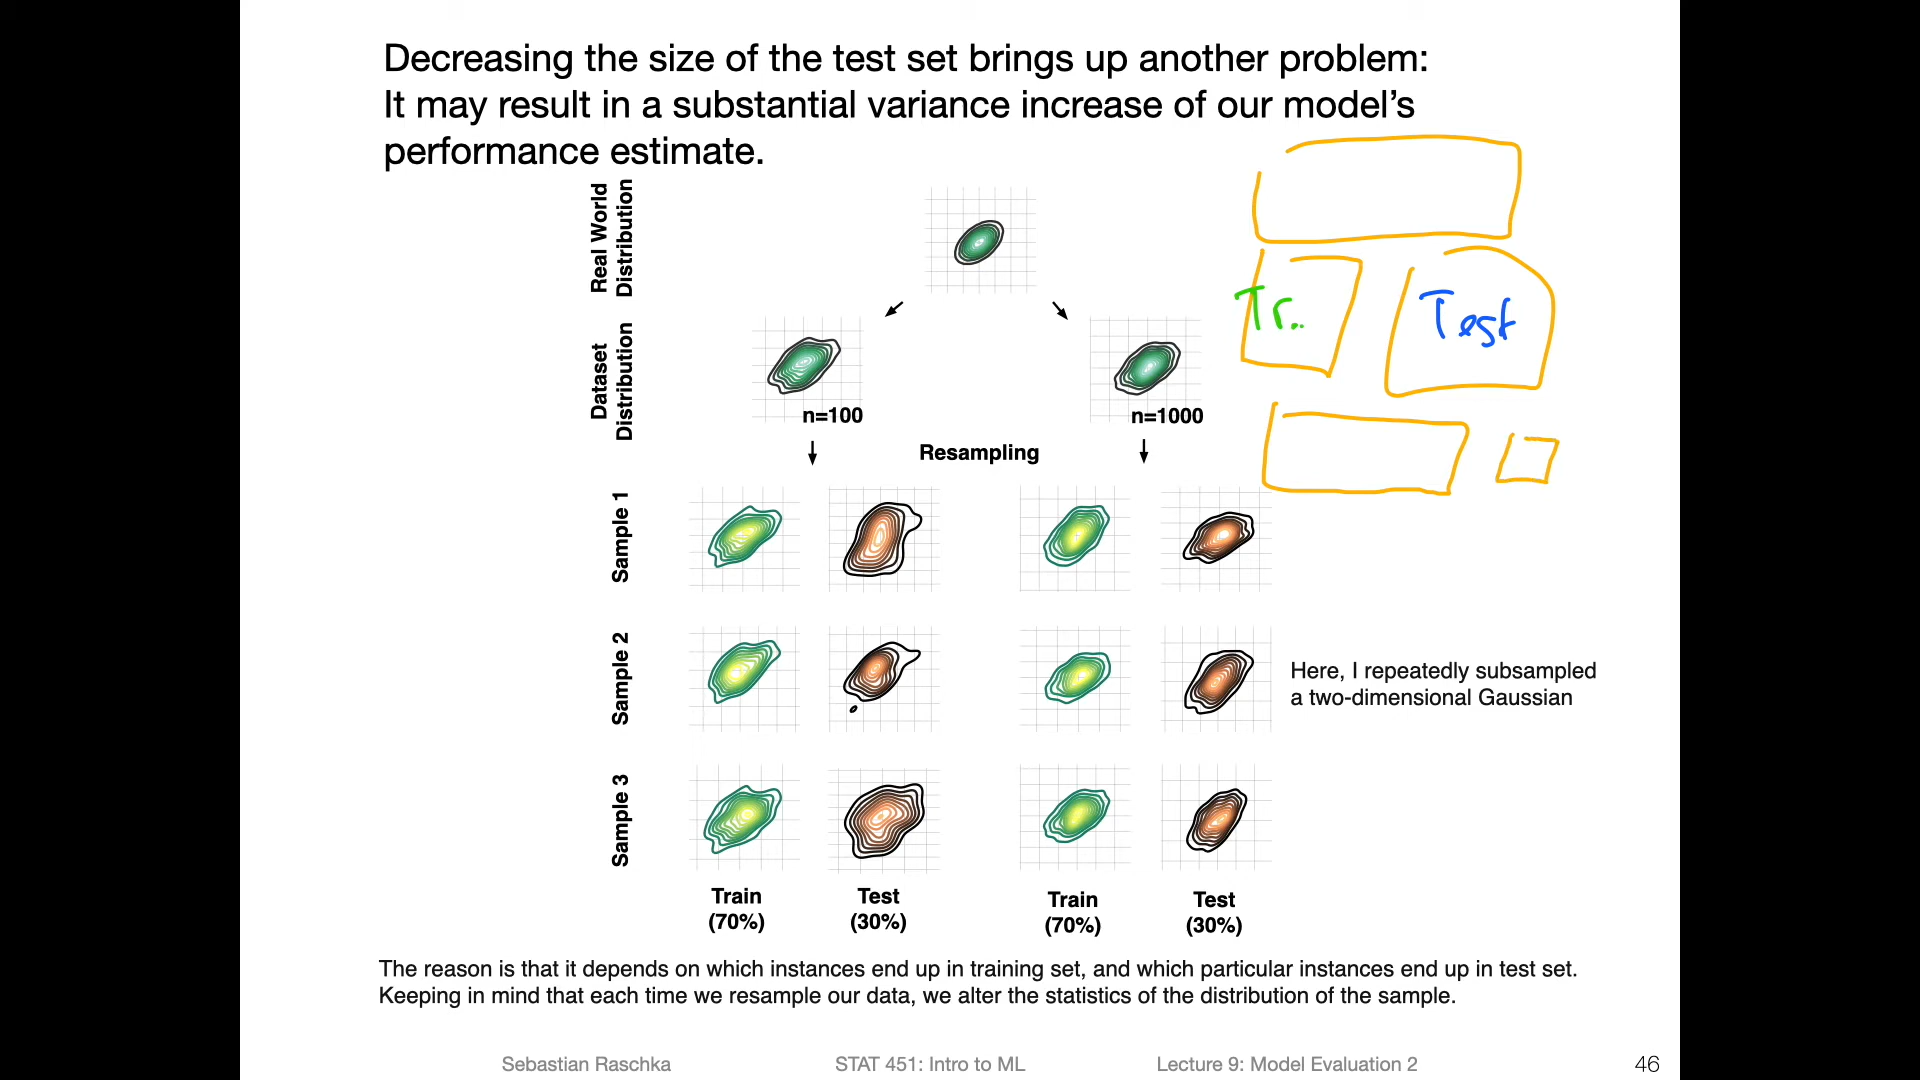 Decreasing the size of the test set brings up another problem:
It may result in a substantial variance increase of our model’s
performance estimate.
Real World
Distribution
Tr..
Test
Dataset
Distribution
n=100
n=1000
Resampling
Sample 1
Sample 2
Here, I repeatedly subsampled
a two-dimensional Gaussian
Sample 3
Train
(70%)
Test
(30%)
Train
(70%)
Test
(30%)
The reason is that it depends on which instances end up in training set, and which particular instances end up in test set.
Keeping in mind that each time we resample our data, we alter the statistics of the distribution of the sample.
Sebastian Raschka
STAT 451: Intro to ML
Lecture 9: Model Evaluation 2
46